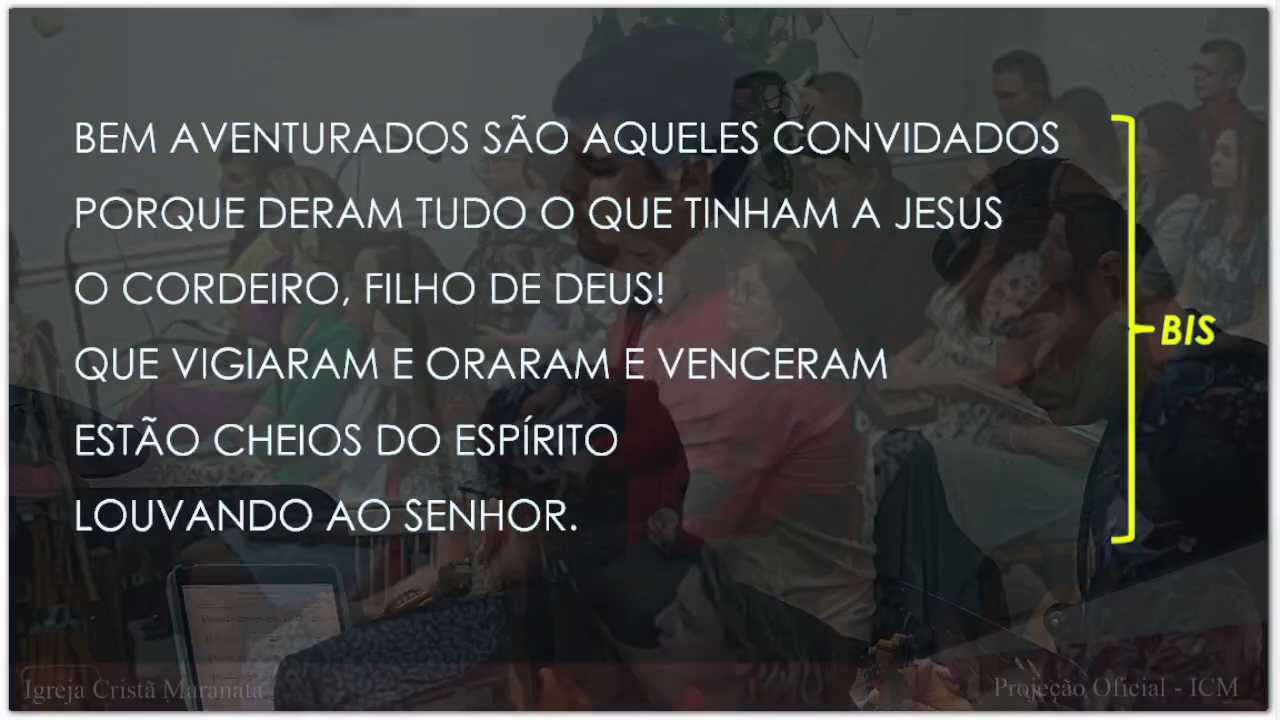 BEM AVENTURADOS SÃO AQUELES CONVIDADOS
PORQUE DERAM TUDO O QUE TINHAM A JESUS
O CORDEIRO, FILHO DE DEUS!
QUE VIGIARAM E ORARAM E VENCERAM
ESTÃO CHEIOS DO ESPÍRITO
LOUVANDO AO SENHOR.
BIS
Igreja Cristã Maranata
Projeção Oficial - ICM